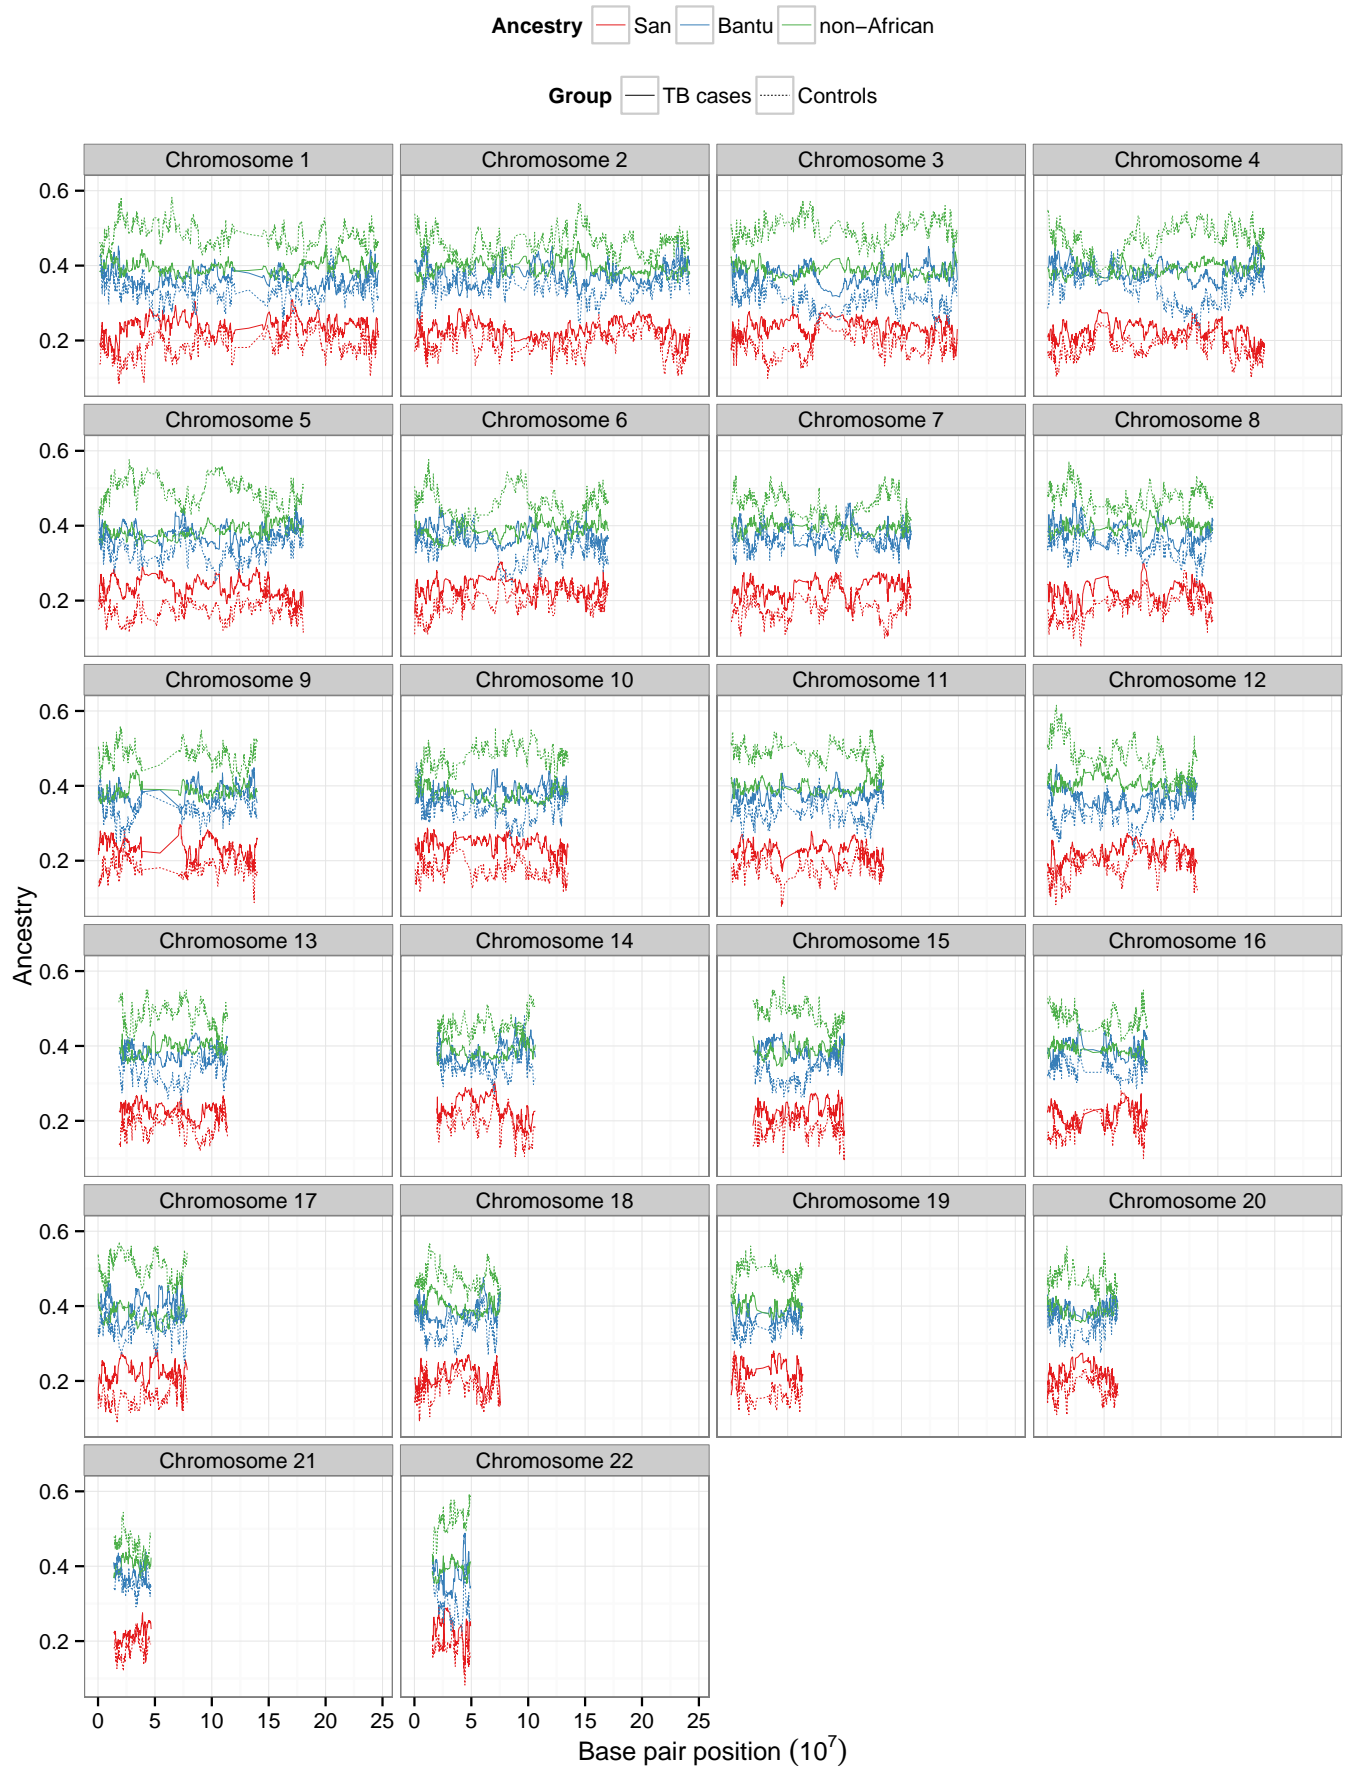 Ancestry San Bantu non−African
Group TB cases Controls
Chromosome 1 Chromosome 2 Chromosome 3 Chromosome 4
0.6
0.4
0.2
Chromosome 5 Chromosome 6 Chromosome 7 Chromosome 8
0.6
0.4
0.2
Chromosome 9 Chromosome 10 Chromosome 11 Chromosome 12
0.6
0.4
0.2
Ancestry
Chromosome 13 Chromosome 14 Chromosome 15 Chromosome 16
0.6
0.4
0.2
Chromosome 17 Chromosome 18 Chromosome 19 Chromosome 20
0.6
0.4
0.2
Chromosome 21 Chromosome 22
0.6
0.4
0.2
0 5 10 15 20 25 0 5 10 15 20 25
Base pair position (10⁷)